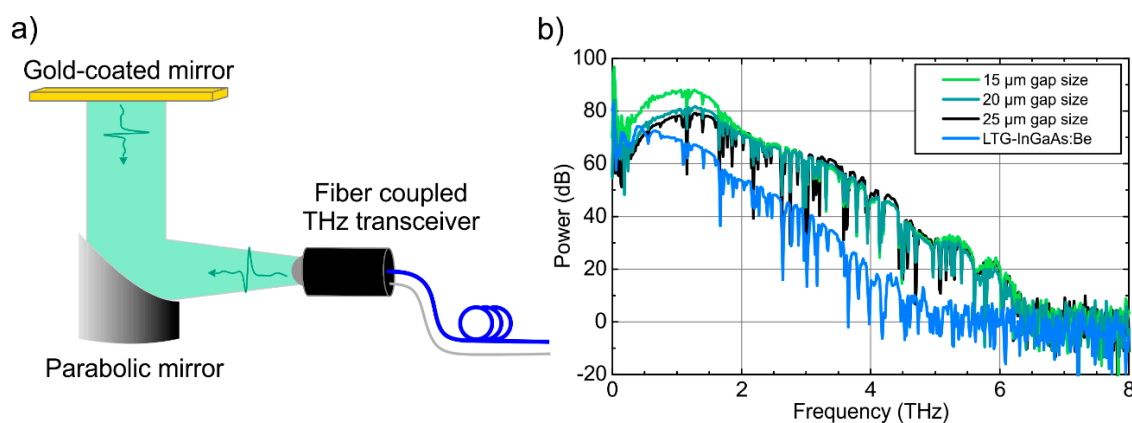 a)
Gold-coated mirror
Fiber coupled
THz transceiver
Parabolic mirror
b)
100
80
60
40
20
0
-20
Power (dB)
15 µm gap size
20 µm gap size
25 µm gap size
LTG-InGaAs:Be
0
2
4
6
8
Frequency (THz)